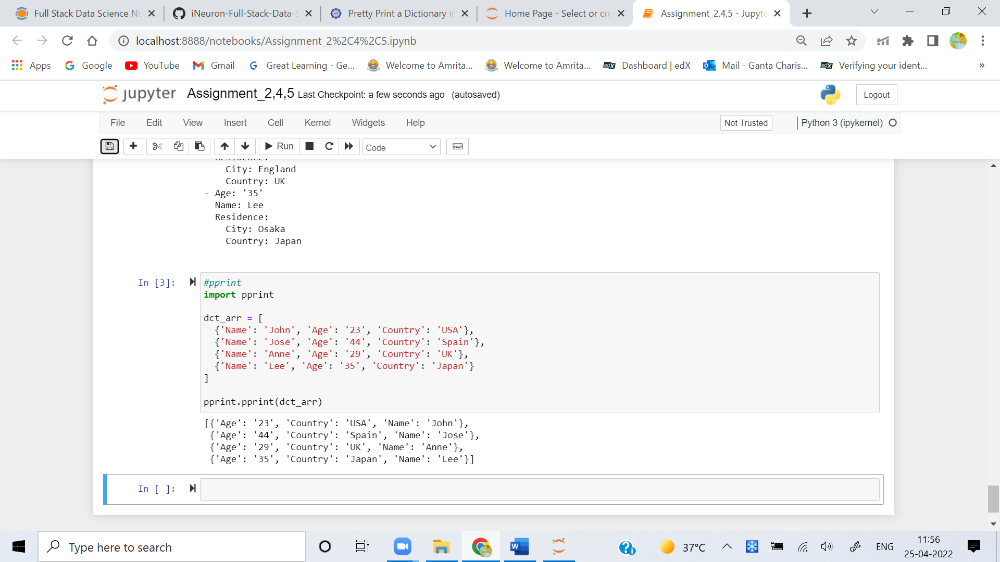 Full Stack Data Science No
iNeuron-Full-Stack-Data-S
Pretty Print a Dictionary in
Home Page - Select or cre
Assignment_2,4,5 - Jupyte
localhost:8888/notebooks/Assignment_2%2C4%2C5.ipynb
Apps Google YouTube Gmail Great Learning - Ge... Welcome to Amrita... Welcome to Amrita... edX Dashboard | edX Mail - Ganta Charis... edX Verifying your ident... »
jupyter Assignment_2,4,5 Last Checkpoint: a few seconds ago (autosaved) Logout
File Edit View Insert Cell Kernel Widgets Help Not Trusted Python 3 (ipykernel)
Run Code
Residence:
City: England
Country: UK
- Age: '35'
Name: Lee
Residence:
City: Osaka
Country: Japan
In [3]:
#pprint
import pprint
dct_arr = [
{'Name': 'John', 'Age': '23', 'Country': 'USA'},
{'Name': 'Jose', 'Age': '44', 'Country': 'Spain'},
{'Name': 'Anne', 'Age': '29', 'Country': 'UK'},
{'Name': 'Lee', 'Age': '35', 'Country': 'Japan'}
]
pprint.pprint(dct_arr)
[{'Age': '23', 'Country': 'USA', 'Name': 'John'},
{'Age': '44', 'Country': 'Spain', 'Name': 'Jose'},
{'Age': '29', 'Country': 'UK', 'Name': 'Anne'},
{'Age': '35', 'Country': 'Japan', 'Name': 'Lee'}]
In [ ]:
Type here to search
37°C
ENG
11:56
25-04-2022